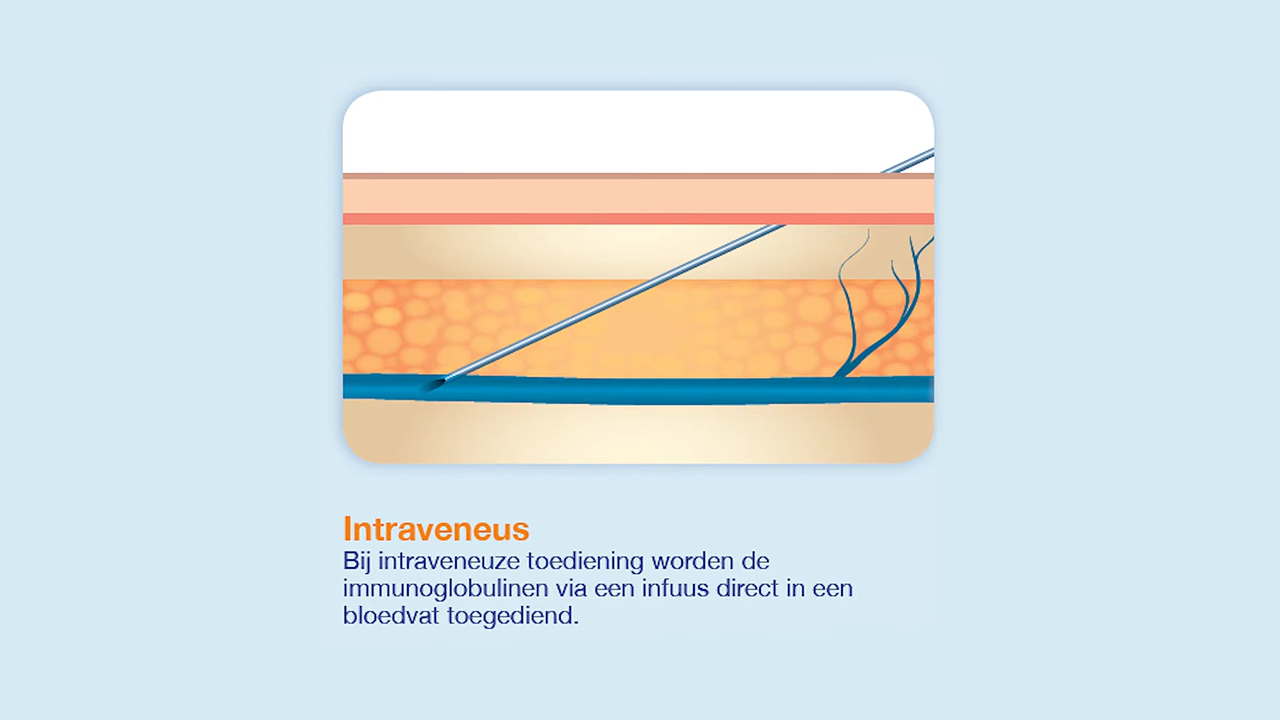 Intraveneus
Bij intraveneuze toediening worden de
immunoglobulinen via een infuus direct in een
bloedvat toegediend.